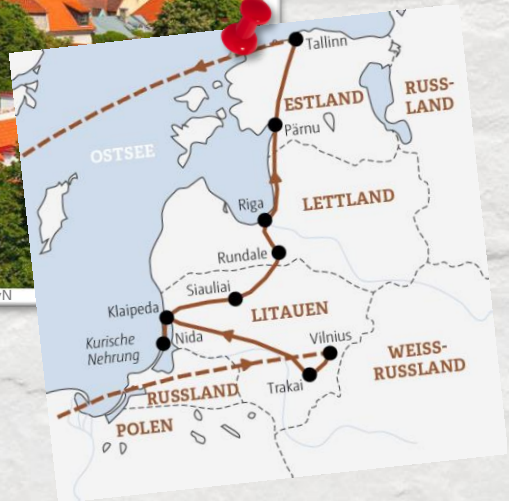 Tallinn
RUSS-
LAND
ESTLAND
Pärnu
OSTSEE
Riga
LETTLAND
Rundale
Siauliai
Klaipeda
LITAUEN
Kurische
Nehrung
Nida
Vilnius
WEISS-
RUSSLAND
Trakai
RUSSLAND
POLEN